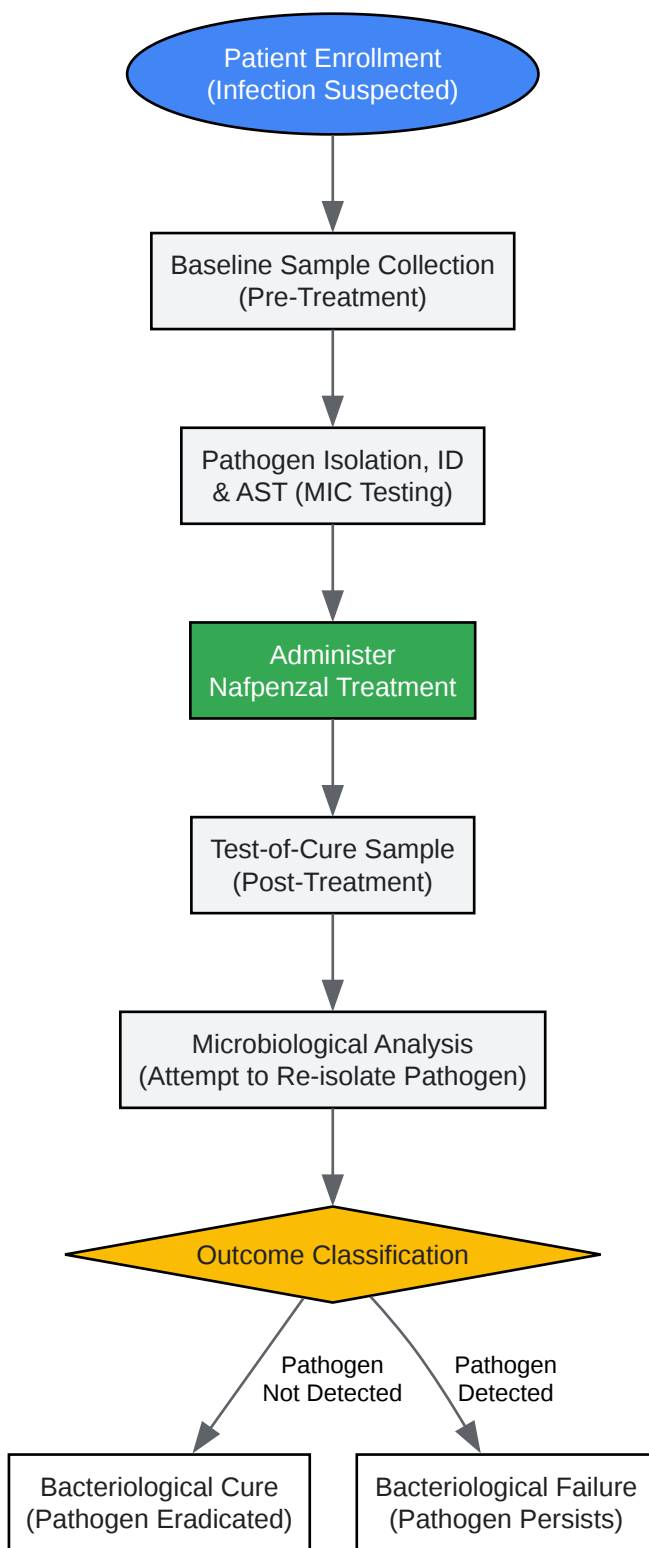 Patient Enrollment
(Infection Suspected)
Baseline Sample Collection
(Pre-Treatment)
Pathogen Isolation, ID
& AST (MIC Testing)
Administer
Nafpenzal Treatment
Test-of-Cure Sample
(Post-Treatment)
Microbiological Analysis
(Attempt to Re-isolate Pathogen)
Outcome Classification
Pathogen
Not Detected
Pathogen
Detected
Bacteriological Cure
(Pathogen Eradicated)
Bacteriological Failure
(Pathogen Persists)